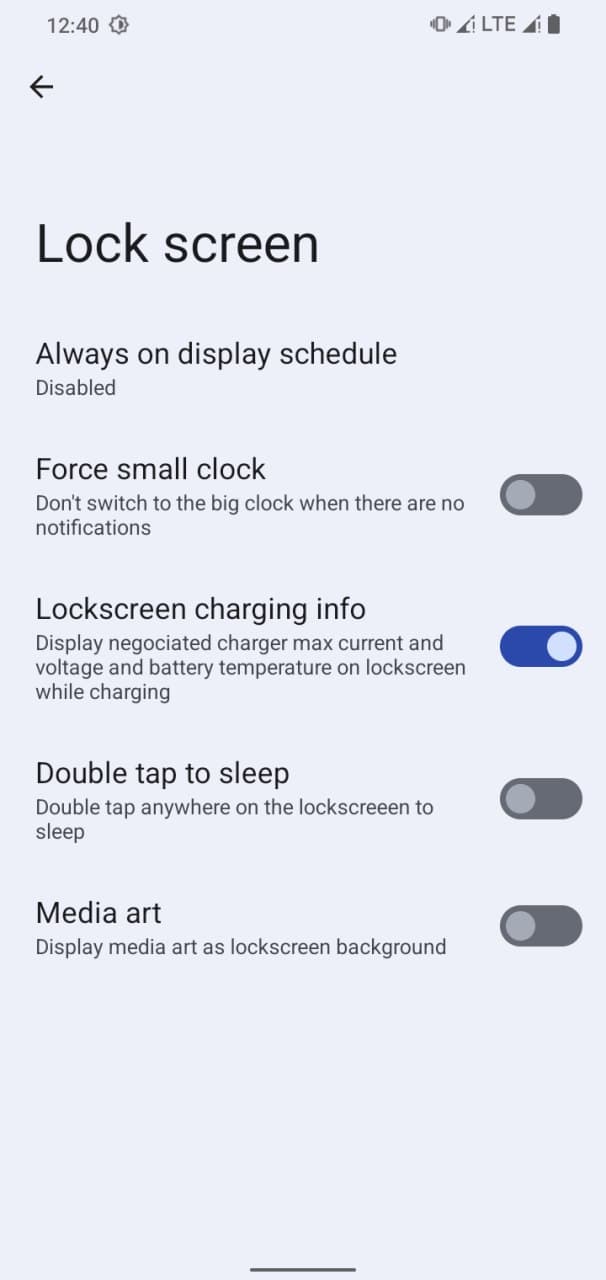 12:40
LTE
Lock screen
Always on display schedule
Disabled
Force small clock
Don't switch to the big clock when there are no
notifications
Lockscreen charging info
Display negociated charger max current and
voltage and battery temperature on lockscreen
while charging
Double tap to sleep
Double tap anywhere on the lockscreeen to
sleep
Media art
Display media art as lockscreen background